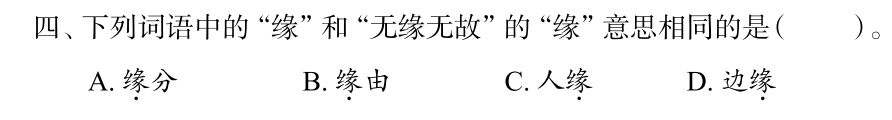 四、下列词语中的“缘”和“无缘无故”的“缘”意思相同的是(　　)。
A. 缘分　B. 缘由　C. 人缘　D. 边缘